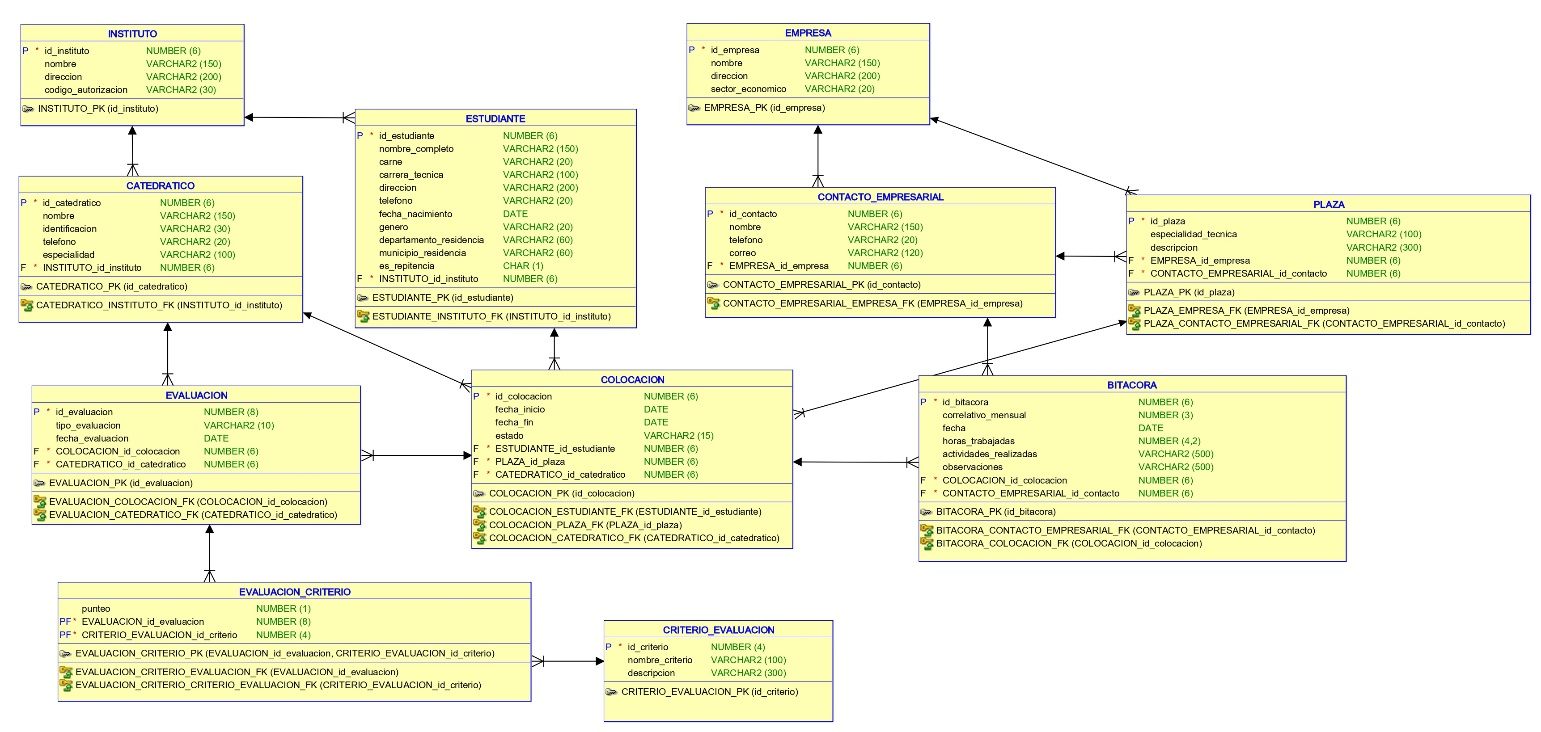 INSTITUTO
P * id_instituto NUMBER (6)
nombre VARCHAR2 (150)
direccion VARCHAR2 (200)
codigo_autorizacion VARCHAR2 (30)
INSTITUTO_PK (id_instituto)
EMPRESA
P * id_empresa NUMBER (6)
nombre VARCHAR2 (150)
direccion VARCHAR2 (200)
sector_economico VARCHAR2 (20)
EMPRESA_PK (id_empresa)
ESTUDIANTE
P * id_estudiante NUMBER (6)
nombre_completo VARCHAR2 (150)
carne VARCHAR2 (20)
carrera_tecnica VARCHAR2 (100)
direccion VARCHAR2 (200)
telefono VARCHAR2 (20)
fecha_nacimiento DATE
genero VARCHAR2 (20)
departamento_residencia VARCHAR2 (60)
municipio_residencia VARCHAR2 (60)
es_repitencia CHAR (1)
F * INSTITUTO_id_instituto NUMBER (6)
ESTUDIANTE_PK (id_estudiante)
ESTUDIANTE_INSTITUTO_FK (INSTITUTO_id_instituto)
CATEDRATICO
P * id_catedratico NUMBER (6)
nombre VARCHAR2 (150)
identificacion VARCHAR2 (30)
telefono VARCHAR2 (20)
especialidad VARCHAR2 (100)
F * INSTITUTO_id_instituto NUMBER (6)
CATEDRATICO_PK (id_catedratico)
CATEDRATICO_INSTITUTO_FK (INSTITUTO_id_instituto)
CONTACTO_EMPRESARIAL
P * id_contacto NUMBER (6)
nombre VARCHAR2 (150)
telefono VARCHAR2 (20)
correo VARCHAR2 (120)
F * EMPRESA_id_empresa NUMBER (6)
CONTACTO_EMPRESARIAL_PK (id_contacto)
CONTACTO_EMPRESARIAL_EMPRESA_FK (EMPRESA_id_empresa)
PLAZA
P * id_plaza NUMBER (6)
especialidad_tecnica VARCHAR2 (100)
descripcion VARCHAR2 (300)
F * EMPRESA_id_empresa NUMBER (6)
F * CONTACTO_EMPRESARIAL_id_contacto NUMBER (6)
PLAZA_PK (id_plaza)
PLAZA_EMPRESA_FK (EMPRESA_id_empresa)
PLAZA_CONTACTO_EMPRESARIAL_FK (CONTACTO_EMPRESARIAL_id_contacto)
EVALUACION
P * id_evaluacion NUMBER (8)
tipo_evaluacion VARCHAR2 (10)
fecha_evaluacion DATE
F * COLOCACION_id_colocacion NUMBER (6)
F * CATEDRATICO_id_catedratico NUMBER (6)
EVALUACION_PK (id_evaluacion)
EVALUACION_COLOCACION_FK (COLOCACION_id_colocacion)
EVALUACION_CATEDRATICO_FK (CATEDRATICO_id_catedratico)
COLOCACION
P * id_colocacion NUMBER (6)
fecha_inicio DATE
fecha_fin DATE
estado VARCHAR2 (15)
F * ESTUDIANTE_id_estudiante NUMBER (6)
F * PLAZA_id_plaza NUMBER (6)
F * CATEDRATICO_id_catedratico NUMBER (6)
COLOCACION_PK (id_colocacion)
COLOCACION_ESTUDIANTE_FK (ESTUDIANTE_id_estudiante)
COLOCACION_PLAZA_FK (PLAZA_id_plaza)
COLOCACION_CATEDRATICO_FK (CATEDRATICO_id_catedratico)
BITACORA
P * id_bitacora NUMBER (6)
correlativo_mensual NUMBER (3)
fecha DATE
horas_trabajadas NUMBER (4,2)
actividades_realizadas VARCHAR2 (500)
observaciones VARCHAR2 (500)
F * COLOCACION_id_colocacion NUMBER (6)
F * CONTACTO_EMPRESARIAL_id_contacto NUMBER (6)
BITACORA_PK (id_bitacora)
BITACORA_CONTACTO_EMPRESARIAL_FK (CONTACTO_EMPRESARIAL_id_contacto)
BITACORA_COLOCACION_FK (COLOCACION_id_colocacion)
EVALUACION_CRITERIO
punteo NUMBER (1)
PF * EVALUACION_id_evaluacion NUMBER (8)
PF * CRITERIO_EVALUACION_id_criterio NUMBER (4)
EVALUACION_CRITERIO_PK (EVALUACION_id_evaluacion, CRITERIO_EVALUACION_id_criterio)
EVALUACION_CRITERIO_EVALUACION_FK (EVALUACION_id_evaluacion)
EVALUACION_CRITERIO_CRITERIO_EVALUACION_FK (CRITERIO_EVALUACION_id_criterio)
CRITERIO_EVALUACION
P * id_criterio NUMBER (4)
nombre_criterio VARCHAR2 (100)
descripcion VARCHAR2 (300)
CRITERIO_EVALUACION_PK (id_criterio)